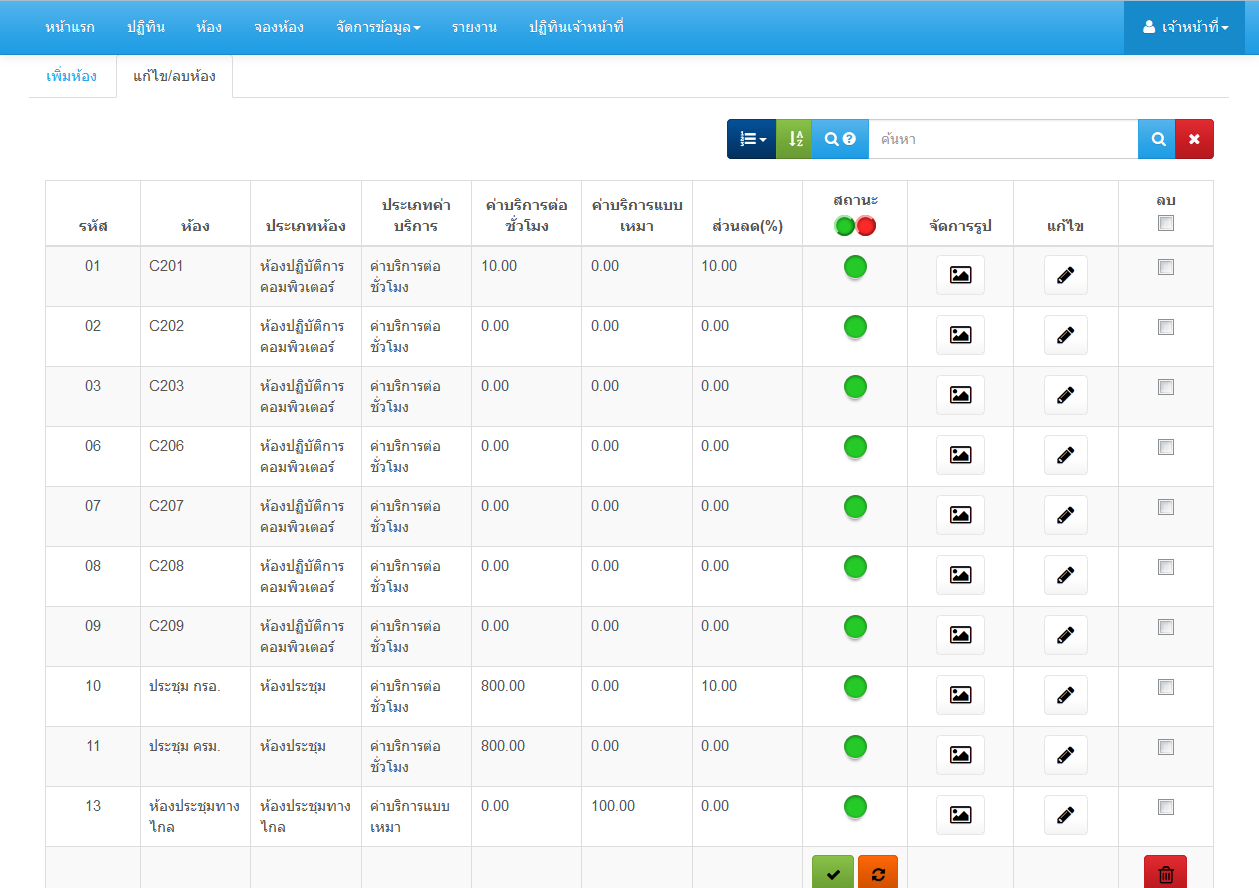 หน้าแรก ปฏิทิน ห้อง จองห้อง จัดการข้อมูล รายงาน ปฏิทินเจ้าหน้าที่ เจ้าหน้าที่
เพิ่มห้อง แก้ไข/ลบห้อง
ค้นหา
รหัส ห้อง ประเภทห้อง ประเภทค่าบริการ ค่าบริการต่อชั่วโมง ค่าบริการแบบเหมา ส่วนลด(%) สถานะ จัดการรูป แก้ไข ลบ
01 C201 ห้องปฏิบัติการ ค่าบริการต่อ 10.00 0.00 10.00
คอมพิวเตอร์ ชั่วโมง
02 C202 ห้องปฏิบัติการ ค่าบริการต่อ 0.00 0.00 0.00
คอมพิวเตอร์ ชั่วโมง
03 C203 ห้องปฏิบัติการ ค่าบริการต่อ 0.00 0.00 0.00
คอมพิวเตอร์ ชั่วโมง
06 C206 ห้องปฏิบัติการ ค่าบริการต่อ 0.00 0.00 0.00
คอมพิวเตอร์ ชั่วโมง
07 C207 ห้องปฏิบัติการ ค่าบริการต่อ 0.00 0.00 0.00
คอมพิวเตอร์ ชั่วโมง
08 C208 ห้องปฏิบัติการ ค่าบริการต่อ 0.00 0.00 0.00
คอมพิวเตอร์ ชั่วโมง
09 C209 ห้องปฏิบัติการ ค่าบริการต่อ 0.00 0.00 0.00
คอมพิวเตอร์ ชั่วโมง
10 ประชุม กรอ. ห้องประชุม ค่าบริการต่อ 800.00 0.00 10.00
ชั่วโมง
11 ประชุม ครม. ห้องประชุม ค่าบริการต่อ 800.00 0.00 0.00
ชั่วโมง
13 ห้องประชุมทาง ห้องประชุมทาง ค่าบริการแบบ 0.00 100.00 0.00
ไกล ไกล เหมา